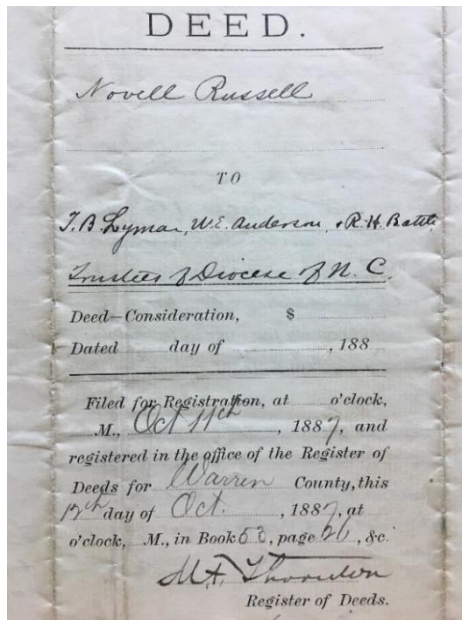 DEED.
Novell Russell
TO
T. B. Lyman, W. E. Anderson, & R. H. Battle
Trustees of Diocese of N. C.
Deed—Consideration, $
Dated day of , 188
Filed for Registration, at o'clock,
M., Oct 11th , 1887, and
registered in the office of the Register of
Deeds for Warren County, this
12th day of Oct. , 1887, at
o'clock, M., in Book 53, page 26, &c.
Thornton
Register of Deeds.